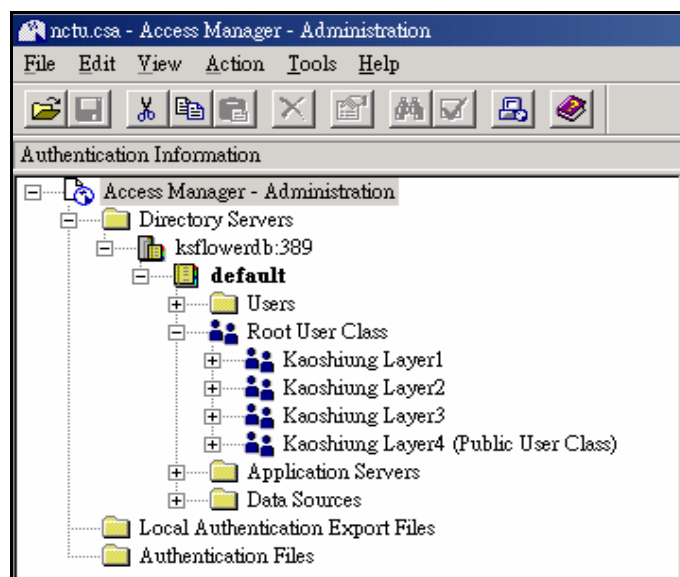 nctu.csa - Access Manager - Administration
File Edit View Action Tools Help
Authentication Information
Access Manager - Administration
Directory Servers
ksflowerdb:389
default
Users
Root User Class
Kaoshiung Layer1
Kaoshiung Layer2
Kaoshiung Layer3
Kaoshiung Layer4 (Public User Class)
Application Servers
Data Sources
Local Authentication Export Files
Authentication Files